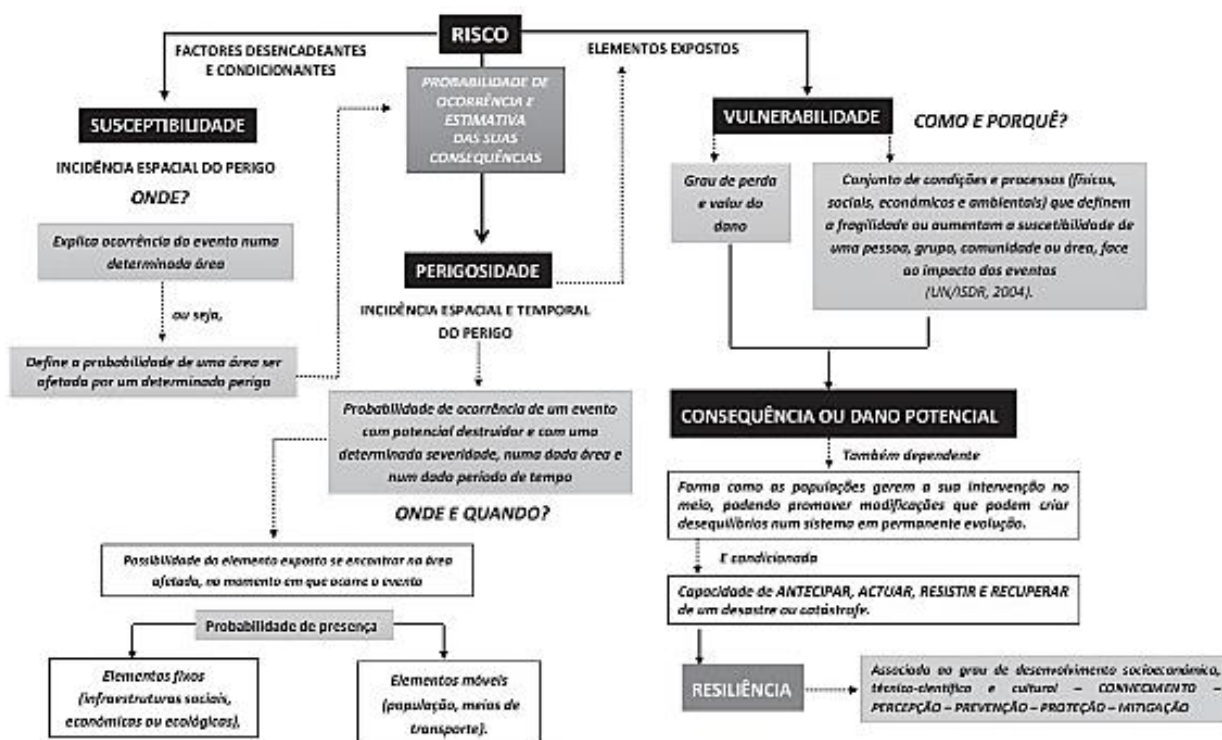 RISCO
FACTORES DESENCADEANTES
E CONDICIONANTES
ELEMENTOS EXPOSTOS
PROBABILIDADE DE
OCORRÊNCIA E
ESTIMATIVA
DAS SUAS
CONSEQUÊNCIAS
SUSCEPTIBILIDADE
INCIDÊNCIA ESPACIAL DO PERIGO
ONDE?
Explica ocorrência do evento numa
determinada área
ou seja,
Define a probabilidade de uma área ser
afetada por um determinado perigo
PERIGOSIDADE
INCIDÊNCIA ESPACIAL E TEMPORAL
DO PERIGO
Probabilidade de ocorrência de um evento
com potencial destruidor e com uma
determinada severidade, numa dada área e
num dado período de tempo
ONDE E QUANDO?
Possibilidade do elemento exposto se encontrar na área
afetada, no momento em que ocorre o evento
Probabilidade de presença
Elementos fixos
(infraestruturas sociais,
económicas ou ecológicas),
Elementos móveis
(população, meios de
transporte).
VULNERABILIDADE
COMO E PORQUÊ?
Grau de perda
e valor do
dano
Conjunto de condições e processos (físicos,
sociais, económicos e ambientais) que definem
a fragilidade ou aumentam a suscetibilidade de
uma pessoa, grupo, comunidade ou área, face
ao impacto dos eventos
(UN/ISDR, 2004).
CONSEQUÊNCIA OU DANO POTENCIAL
Também dependente
Forma como as populações gerem a sua intervenção no
meio, podendo promover modificações que podem criar
desequilíbrios num sistema em permanente evolução.
E condicionada
Capacidade de ANTECIPAR, ACTUAR, RESISTIR E RECUPERAR
de um desastre ou catástrofe.
RESILIÊNCIA
Associada ao grau de desenvolvimento socioeconómico,
técnico-científico e cultural – CONHECIMENTO –
PERCEPÇÃO – PREVENÇÃO – PROTEÇÃO – MITIGAÇÃO